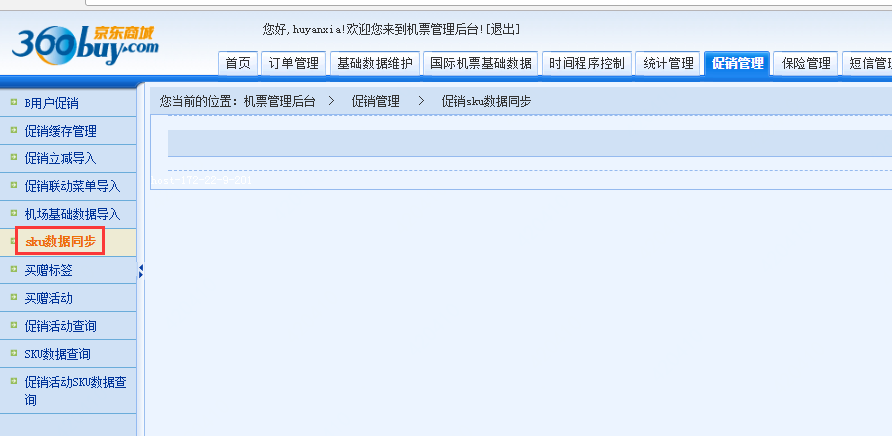 360buy.com 京东商城
您好,huyanxia!欢迎您来到机票管理后台![退出]
首页 订单管理 基础数据维护 国际机票基础数据 时间程序控制 统计管理 促销管理 保险管理 短信管
B用户促销
促销缓存管理
促销立减导入
促销联动菜单导入
机场基础数据导入
sku数据同步
买赠标签
买赠活动
促销活动查询
SKU数据查询
促销活动SKU数据查
询
您当前的位置: 机票管理后台 > 促销管理 > 促销sku数据同步